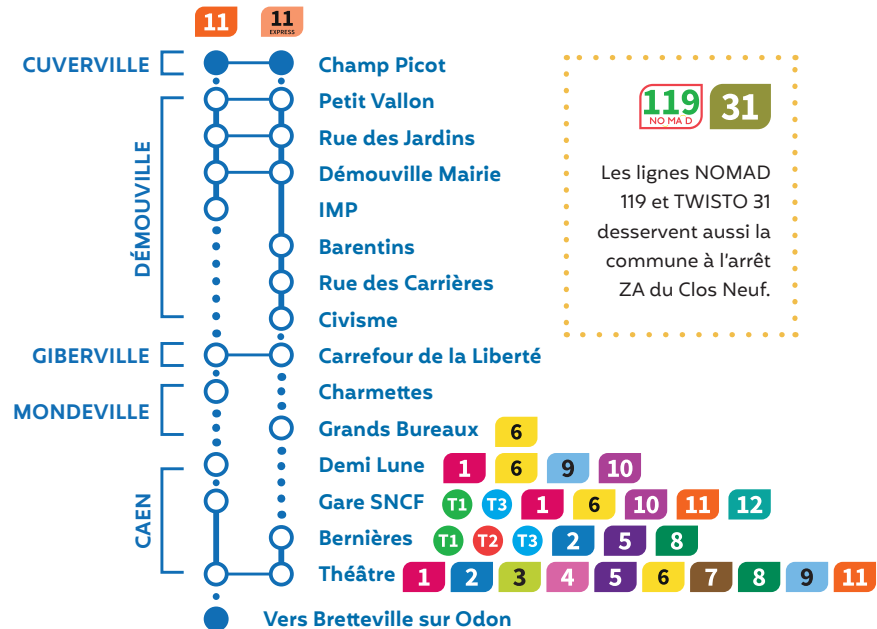 11 11
EXPRESS
CUVERVILLE Champ Picot
DÉMOUVILLE
Petit Vallon
Rue des Jardins
Démouville Mairie
IMP
Barentins
Rue des Carrières
Civisme
GIBERVILLE Carrefour de la Liberté
MONDEVILLE
Charmettes
Grands Bureaux 6
CAEN
Demi Lune 1 6 9 10
Gare SNCF T1 T3 1 6 10 11 12
Bernières T1 T2 T3 2 5 8
Théâtre 1 2 3 4 5 6 7 8 9 11
Vers Bretteville sur Odon
119 31
NO MA D
Les lignes NOMAD
119 et TWISTO 31
desservent aussi la
commune à l'arrêt
ZA du Clos Neuf.